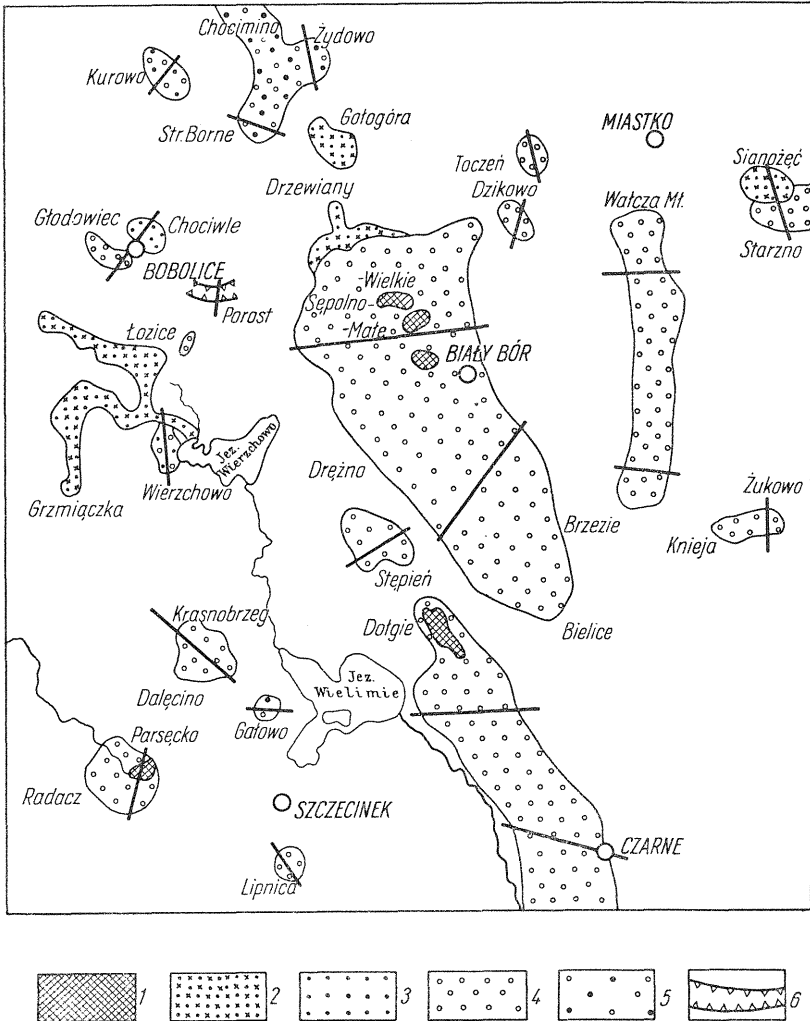 Chocimino
Żydowo
Kurowo
Str. Borne
Gołogóra
MIASTKO
Toczeń
Sianożęć
Drzewiany
Dzikowo
Wałcza Mł.
Głodowiec
Chociwle
Starzno
BOBOLICE
-Wielkie
Sępolno-
Porost
-Małe
Łozice
BIAŁY BÓR
Jez.
Wierzchowo
Drężno
Wierzchowo
Żukowo
Grzmiączka
Brzezie
Knieja
Stępień
Krasnobrzeg
Dołgie
Bielice
Jez.
Wielimie
Dalęcino
Gałowo
Parsęcko
Radacz
SZCZECINEK
CZARNE
Lipnica
1 2 3 4 5 6